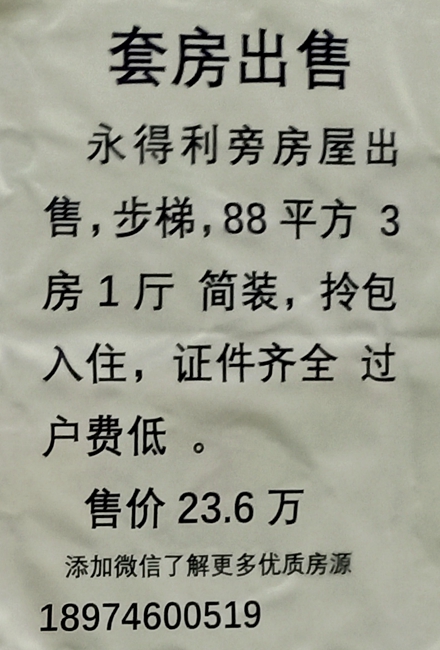 套房出售
永得利旁房屋出
售，步梯，88 平方 3
房 1 厅 简装，拎包
入住，证件齐全 过
户费低 。
售价 23.6 万
添加微信了解更多优质房源
18974600519